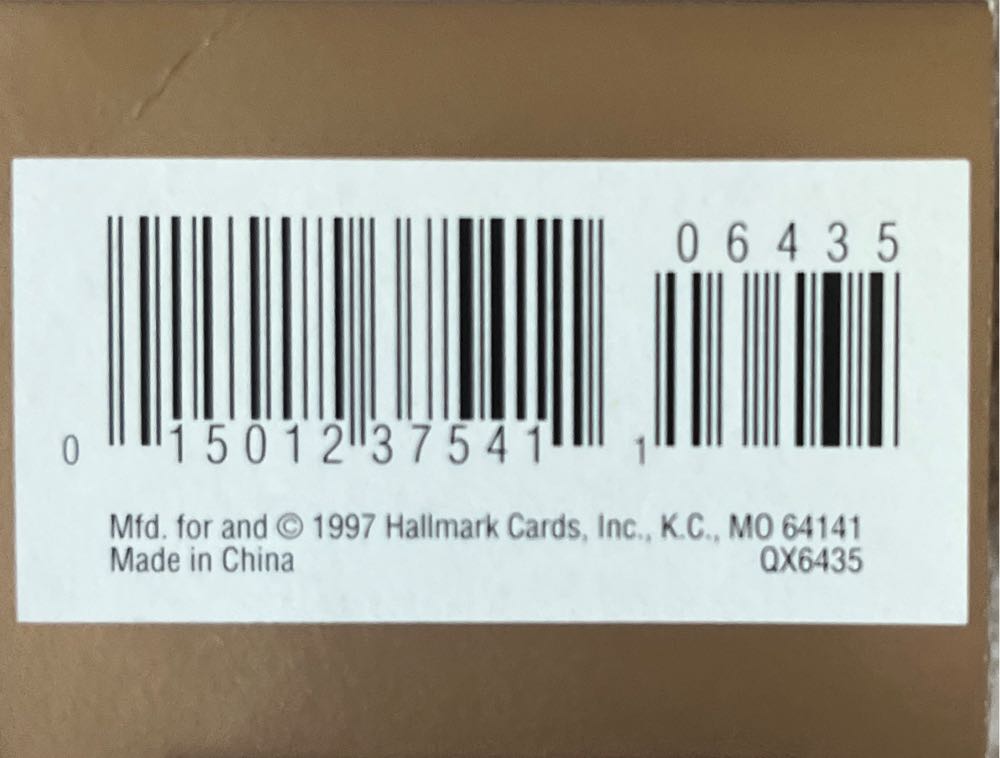 06435
0 15012 37541 1
Mfd. for and © 1997 Hallmark Cards, Inc., K.C., MO 64141
Made in China QX6435